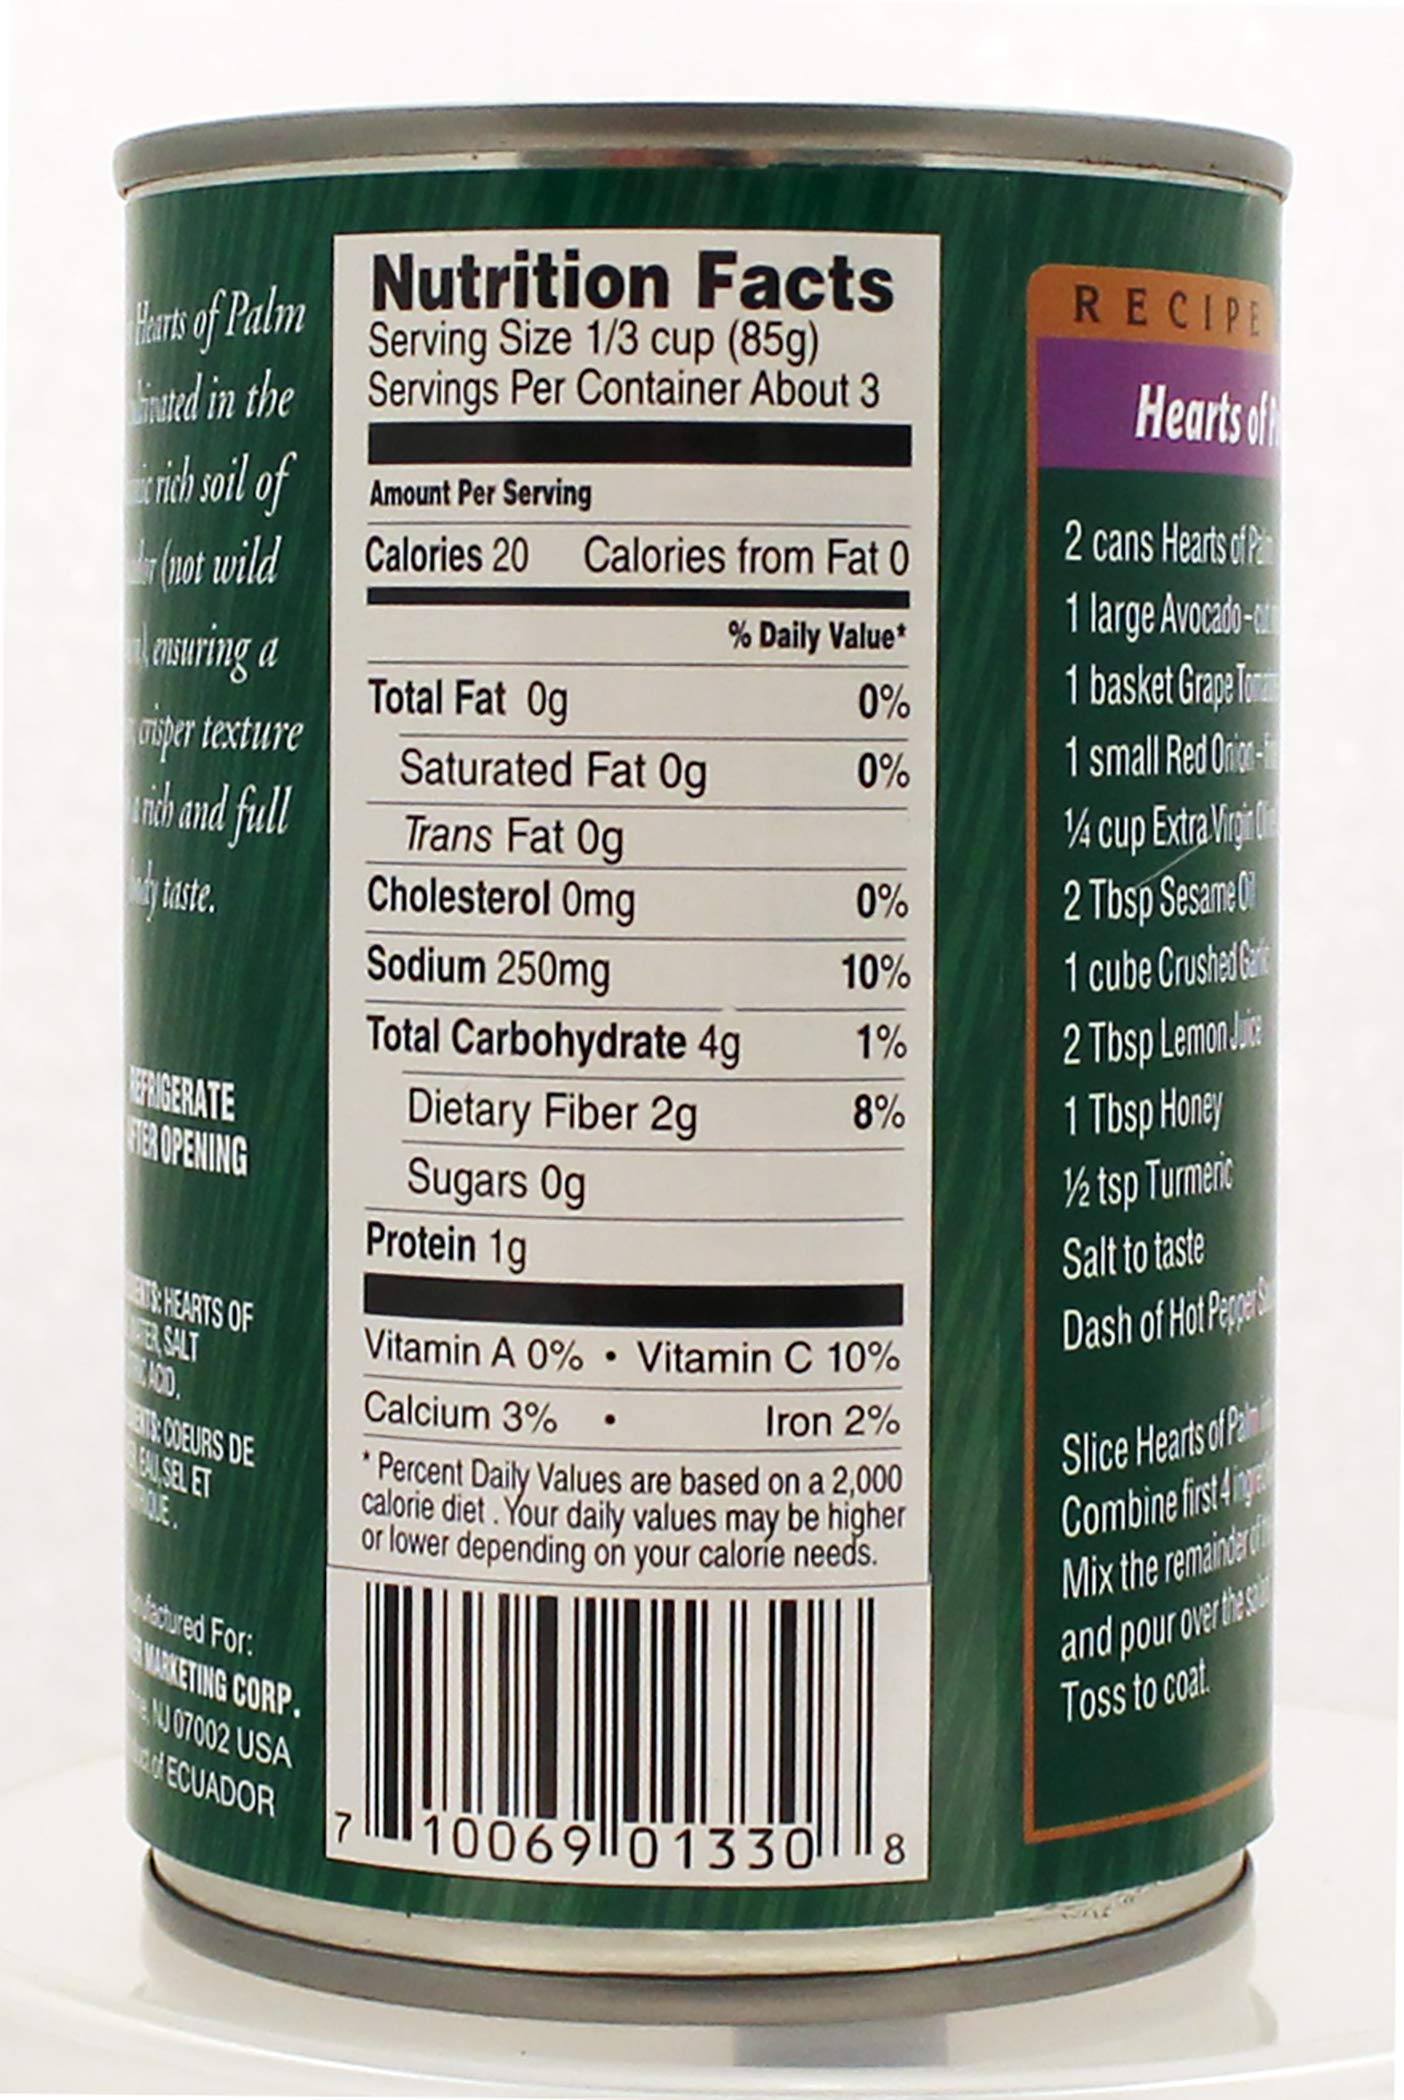 Hearts of Palm
in the
rich soil of
(not wild
ensuring a
crisper texture
a rich and full
taste.
REFRIGERATE
AFTER OPENING
HEARTS OF
WATER, SALT
ACID.
COEURS DE
EAU, SEL ET
For:
MARKETING CORP.
NJ 07002 USA
of ECUADOR
Nutrition Facts
Serving Size 1/3 cup (85g)
Servings Per Container About 3
Amount Per Serving
Calories 20 Calories from Fat 0
% Daily Value*
Total Fat 0g 0%
Saturated Fat 0g 0%
Trans Fat 0g
Cholesterol 0mg 0%
Sodium 250mg 10%
Total Carbohydrate 4g 1%
Dietary Fiber 2g 8%
Sugars 0g
Protein 1g
Vitamin A 0% • Vitamin C 10%
Calcium 3% • Iron 2%
* Percent Daily Values are based on a 2,000
calorie diet . Your daily values may be higher
or lower depending on your calorie needs.
7 10069 01330 8
RECIPE
Hearts of
2 cans Hearts of Palm
1 large Avocado -
1 basket Grape
1 small Red Onion -
¼ cup Extra Virgin
2 Tbsp Sesame Oil
1 cube Crushed Garlic
2 Tbsp Lemon Juice
1 Tbsp Honey
½ tsp Turmeric
Salt to taste
Dash of Hot Pepper
Slice Hearts of Palm
Combine first 4
Mix the remainder of
and pour over the
Toss to coat.